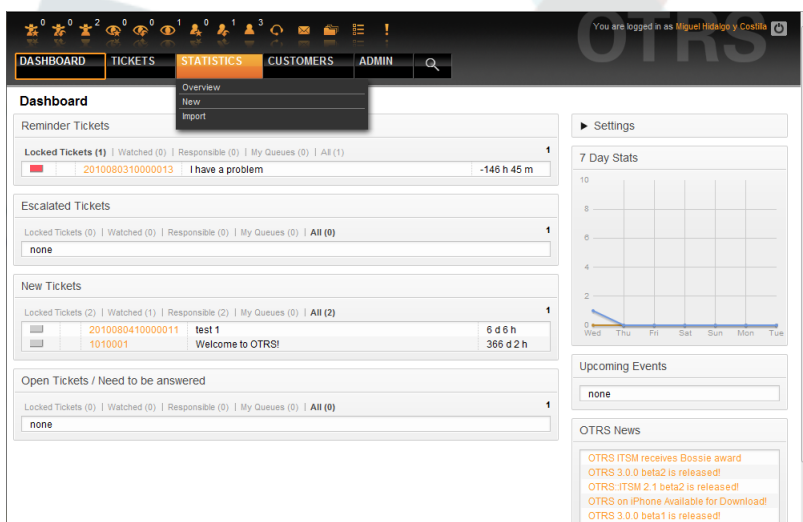 0 0 2 0 0 1 0 1 3
You are logged in as Miguel Hidalgo y Costilla
OTRS
DASHBOARD TICKETS STATISTICS CUSTOMERS ADMIN
Overview
New
Import
Dashboard
Reminder Tickets
Locked Tickets (1) | Watched (0) | Responsible (0) | My Queues (0) | All (1) 1
2010080310000013 I have a problem -146 h 45 m
Escalated Tickets
Locked Tickets (0) | Watched (0) | Responsible (0) | My Queues (0) | All (0) 1
none
New Tickets
Locked Tickets (2) | Watched (1) | Responsible (2) | My Queues (0) | All (2) 1
2010080410000011 test 1 6 d 6 h
1010001 Welcome to OTRS! 366 d 2 h
Open Tickets / Need to be answered
Locked Tickets (0) | Watched (0) | Responsible (0) | My Queues (0) | All (0) 1
none
Settings
7 Day Stats
10
8
6
4
2
0
Wed Thu Fri Sat Sun Mon Tue
Upcoming Events
none
OTRS News
OTRS ITSM receives Bossie award
OTRS 3.0.0 beta2 is released!
OTRS::ITSM 2.1 beta2 is released!
OTRS on iPhone Available for Download!
OTRS 3.0.0 beta1 is released!